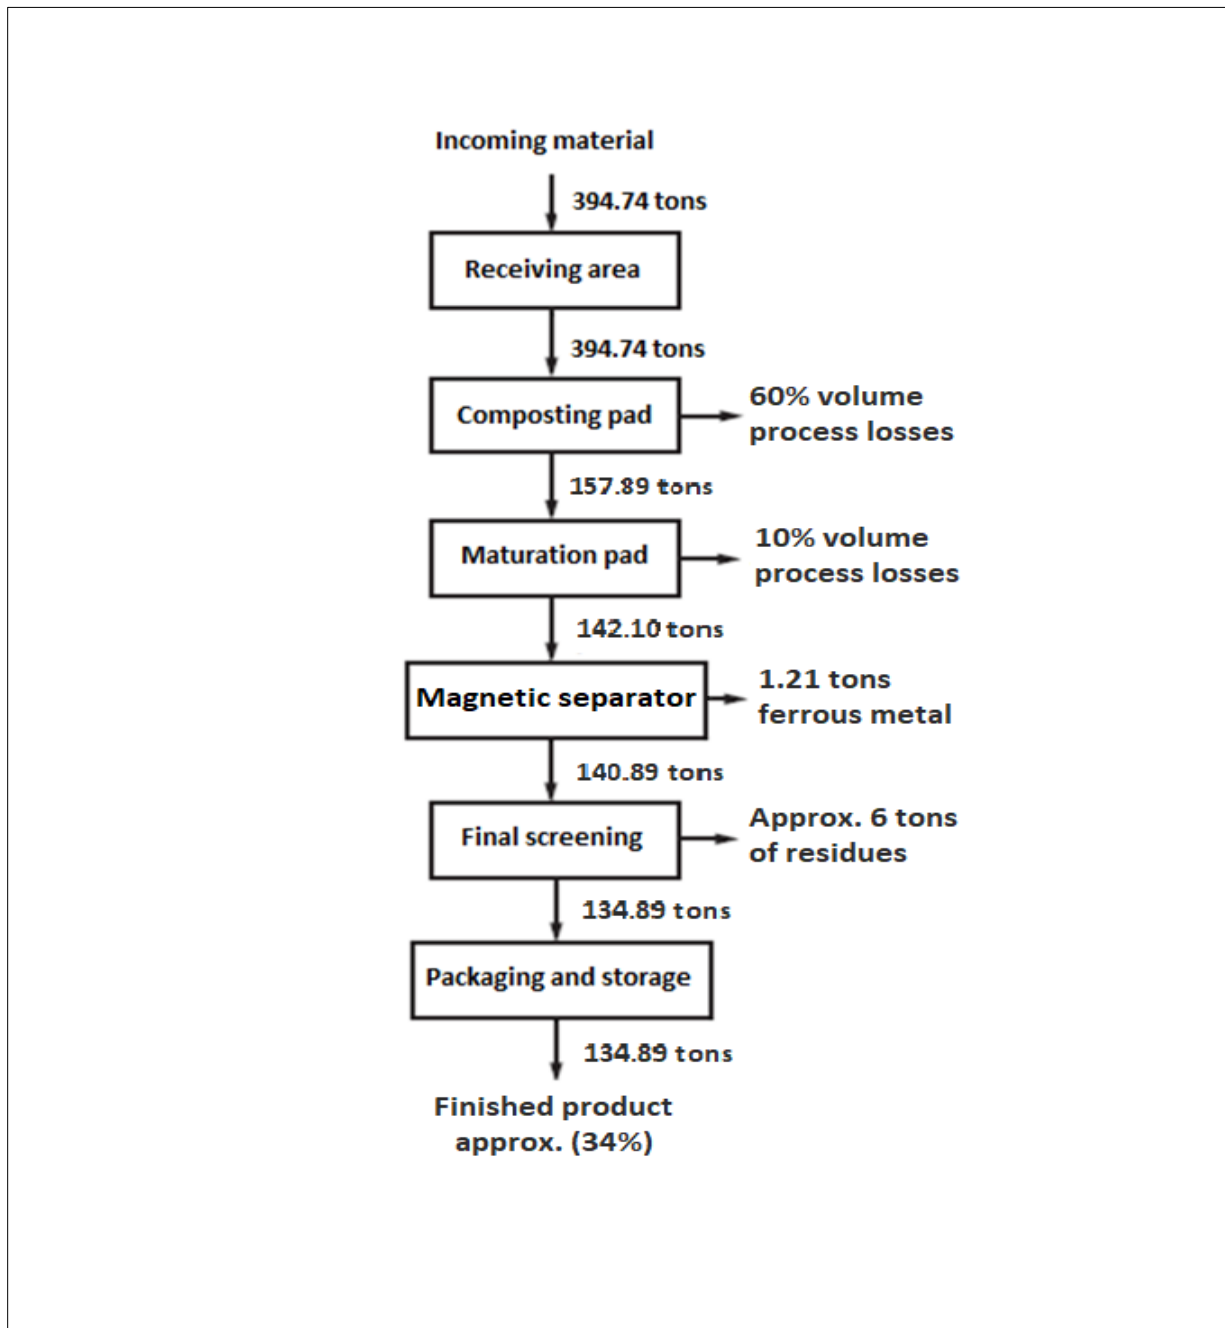 Incoming material
394.74 tons
Receiving area
394.74 tons
Composting pad
60% volume
process losses
157.89 tons
Maturation pad
10% volume
process losses
142.10 tons
Magnetic separator
1.21 tons
ferrous metal
140.89 tons
Final screening
Approx. 6 tons
of residues
134.89 tons
Packaging and storage
134.89 tons
Finished product
approx. (34%)